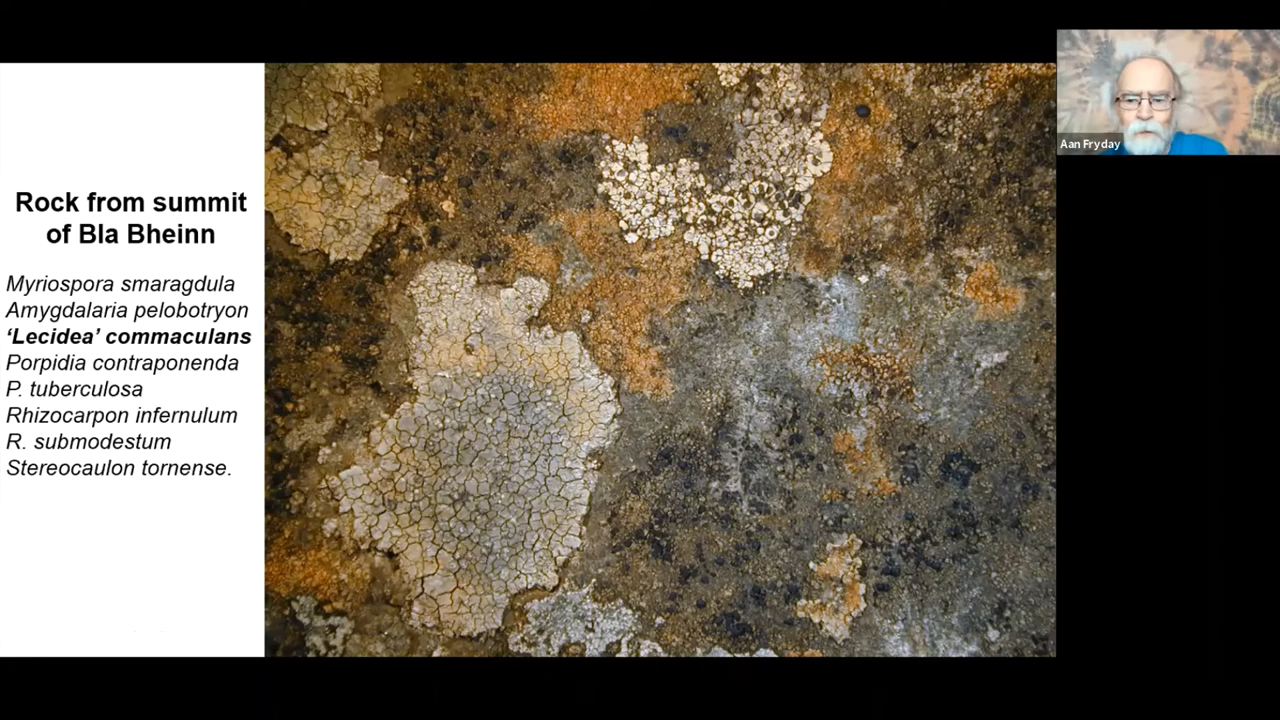 Rock from summit
of Bla Bheinn
Myriospora smaragdula
Amygdalaria pelobotryon
‘Lecidea’ commaculans
Porpidia contraponenda
P. tuberculosa
Rhizocarpon infernulum
R. submodestum
Stereocaulon tornense.
Aan Fryday